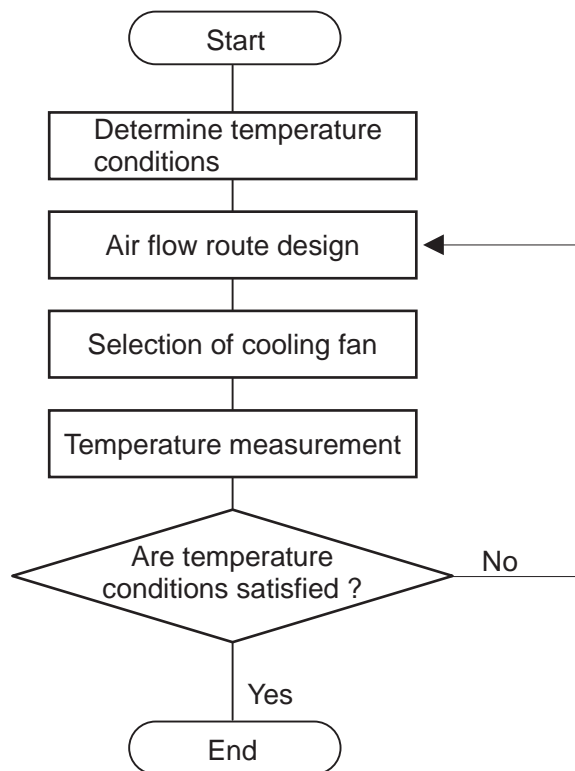 Start
Determine temperature
conditions
Air flow route design
Selection of cooling fan
Temperature measurement
Are temperature
conditions satisfied ?
No
Yes
End